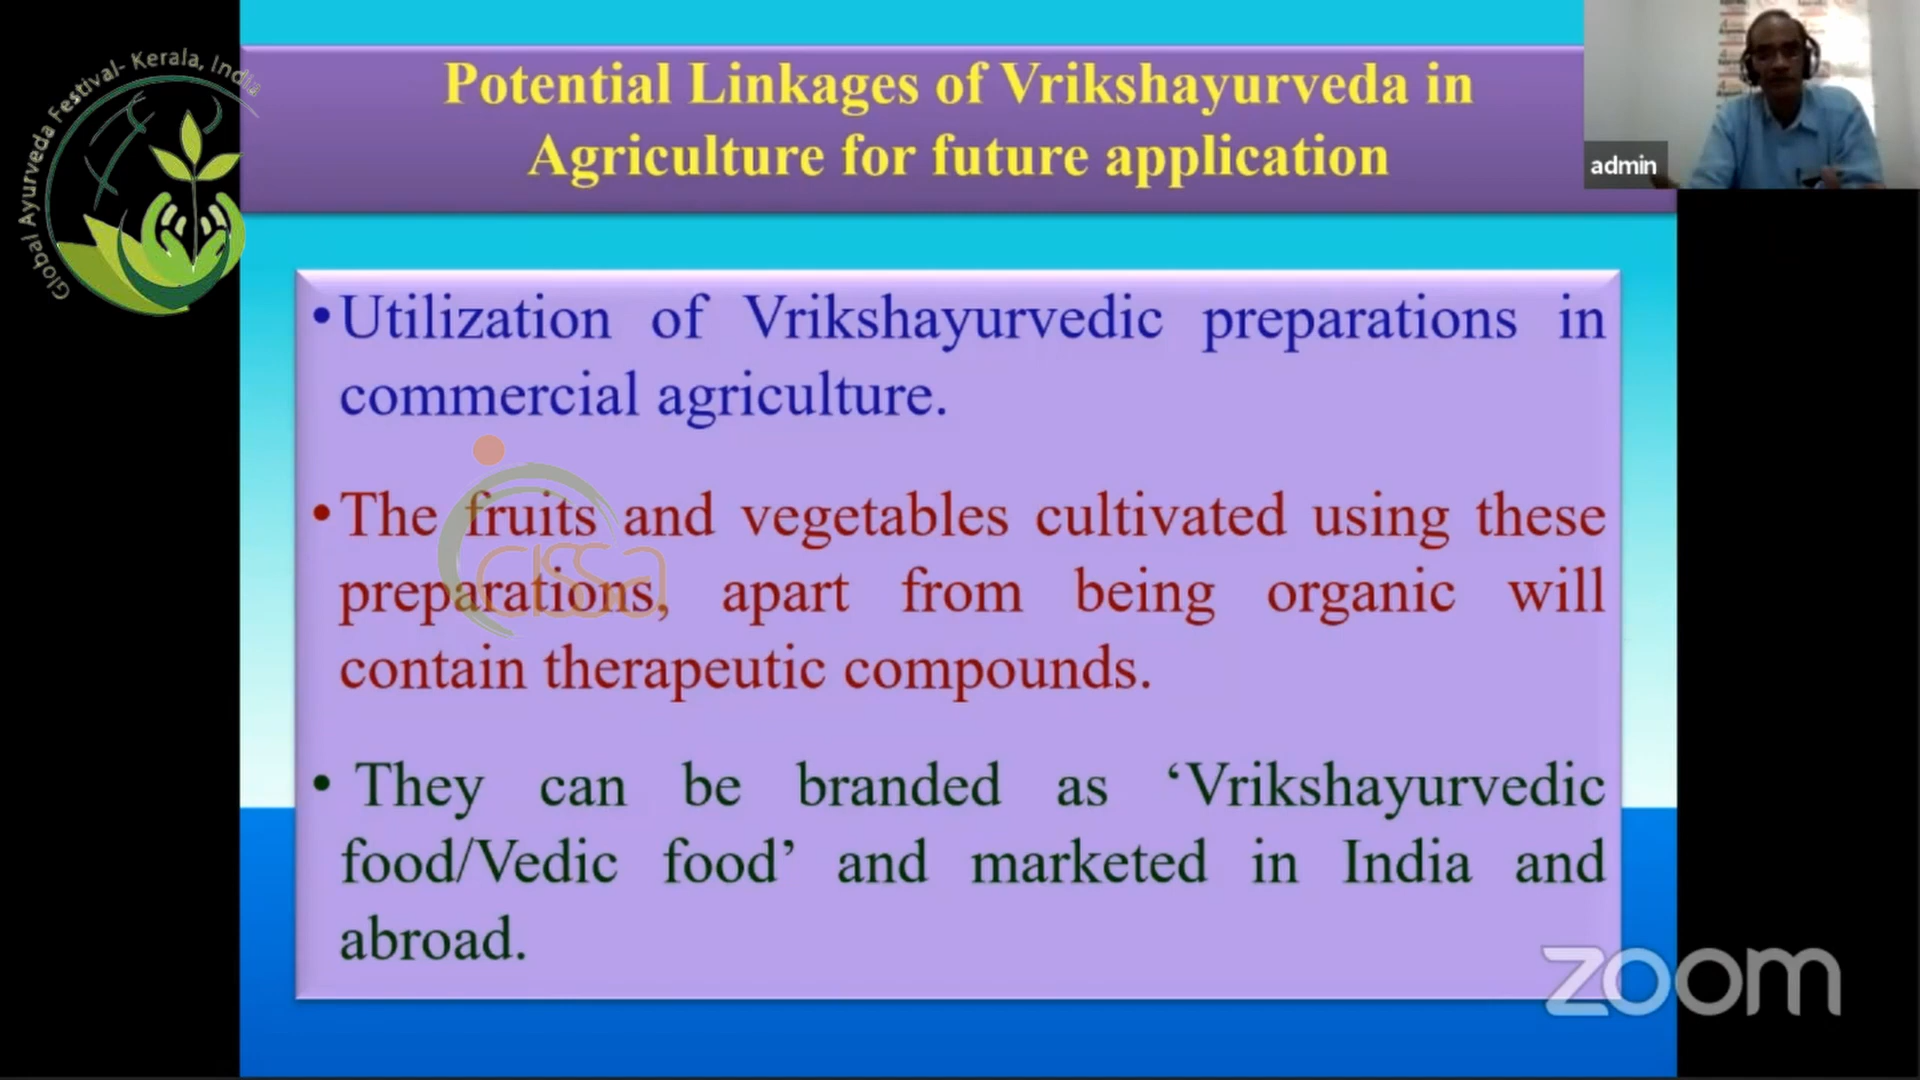 Global Ayurveda Festival- Kerala, India
Potential Linkages of Vrikshayurveda in
Agriculture for future application
admin
•Utilization of Vrikshayurvedic preparations in
commercial agriculture.
•The fruits and vegetables cultivated using these
preparations, apart from being organic will
contain therapeutic compounds.
• They can be branded as ‘Vrikshayurvedic
food/Vedic food’ and marketed in India and
abroad.
cissa
zoom